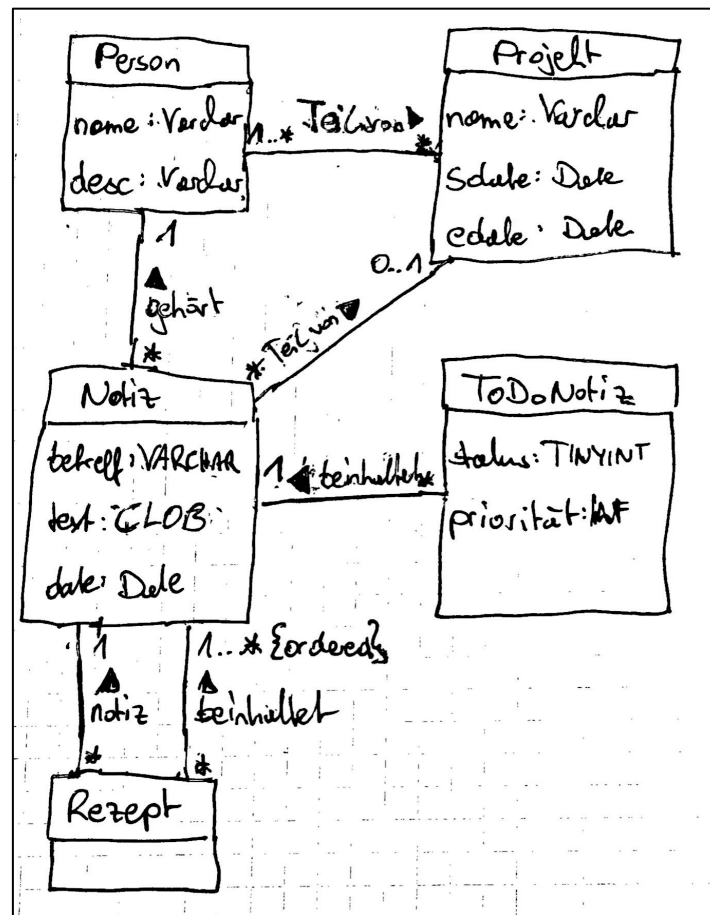 Person
name: Varchar
desc: Varchar
1..* Teil von *
Projekt
name: Varchar
sdate: Date
edate: Date
1
gehört
*
0..1
* Teil von
Notiz
betreff: VARCHAR
text: CLOB
date: Date
1 beinhaltet *
ToDoNotiz
status: TINYINT
priorität:
1
notiz
*
1..* {ordered}
beinhaltet
*
Rezept